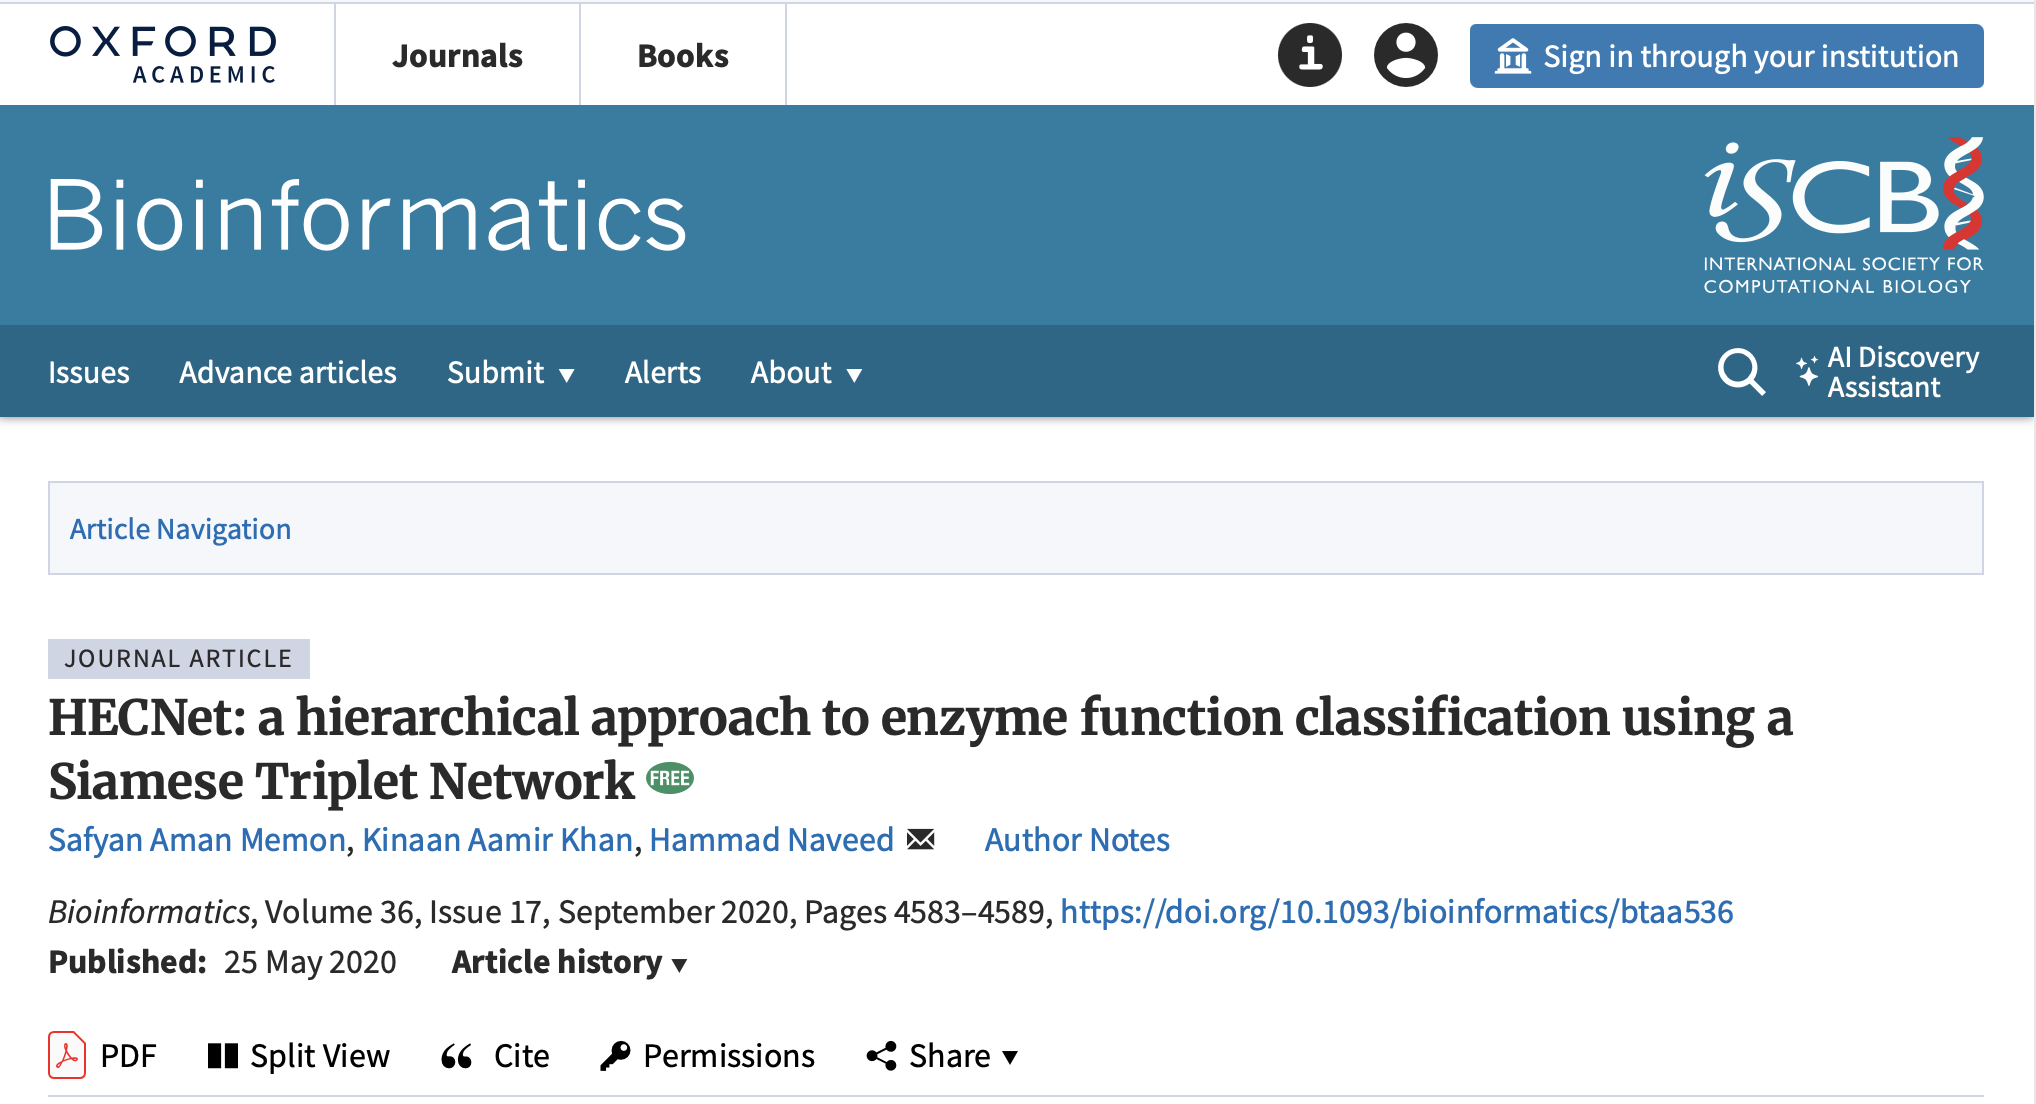 OXFORD
ACADEMIC
Journals
Books
Sign in through your institution
Bioinformatics
iSCB
INTERNATIONAL SOCIETY FOR
COMPUTATIONAL BIOLOGY
Issues
Advance articles
Submit ▼
Alerts
About ▼
AI Discovery
Assistant
Article Navigation
JOURNAL ARTICLE
HECNet: a hierarchical approach to enzyme function classification using a
Siamese Triplet Network FREE
Safyan Aman Memon, Kinaan Aamir Khan, Hammad Naveed Author Notes
Bioinformatics, Volume 36, Issue 17, September 2020, Pages 4583–4589, https://doi.org/10.1093/bioinformatics/btaa536
Published: 25 May 2020 Article history ▼
PDF Split View Cite Permissions Share ▼